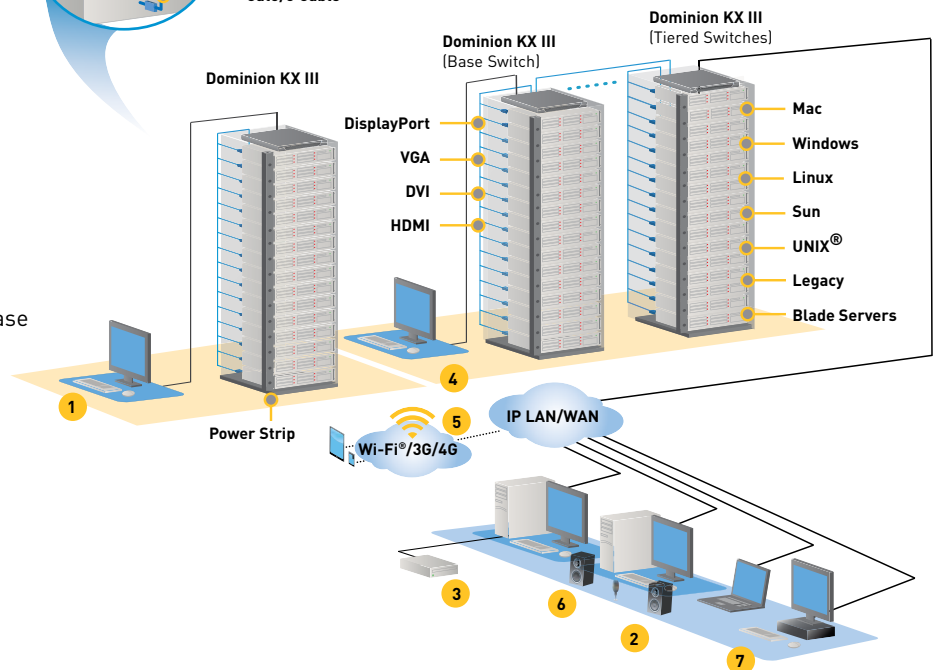 Dominion KX III
(Tiered Switches)
Dominion KX III
(Base Switch)
Dominion KX III
DisplayPort
VGA
DVI
HDMI
Mac
Windows
Linux
Sun
UNIX®
Legacy
Blade Servers
1
4
Power Strip
5
Wi-Fi®/3G/4G
IP LAN/WAN
3
6
2
7